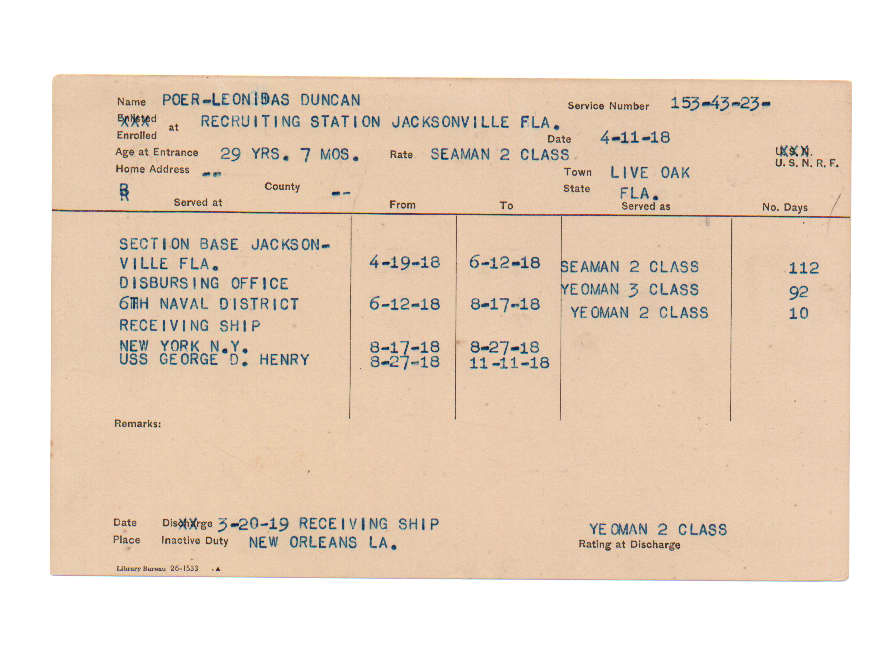 Name POER-LEONIDAS DUNCAN Service Number 153-43-23-
Enlisted
Enrolled at RECRUITING STATION JACKSONVILLE FLA. Date 4-11-18
Age at Entrance 29 YRS. 7 MOS. Rate SEAMAN 2 CLASS U.S.N.
U. S. N. R. F.
Home Address -- Town LIVE OAK
R County -- State FLA.
Served at From To Served as No. Days
SECTION BASE JACKSON-
VILLE FLA. 4-19-18 6-12-18 SEAMAN 2 CLASS 112
DISBURSING OFFICE YEOMAN 3 CLASS 92
6TH NAVAL DISTRICT 6-12-18 8-17-18 YEOMAN 2 CLASS 10
RECEIVING SHIP
NEW YORK N.Y. 8-17-18 8-27-18
USS GEORGE D. HENRY 8-27-18 11-11-18
Remarks:
Date Discharge 3-20-19 RECEIVING SHIP YEOMAN 2 CLASS
Place Inactive Duty NEW ORLEANS LA. Rating at Discharge
Library Bureau 26-1533 .▲